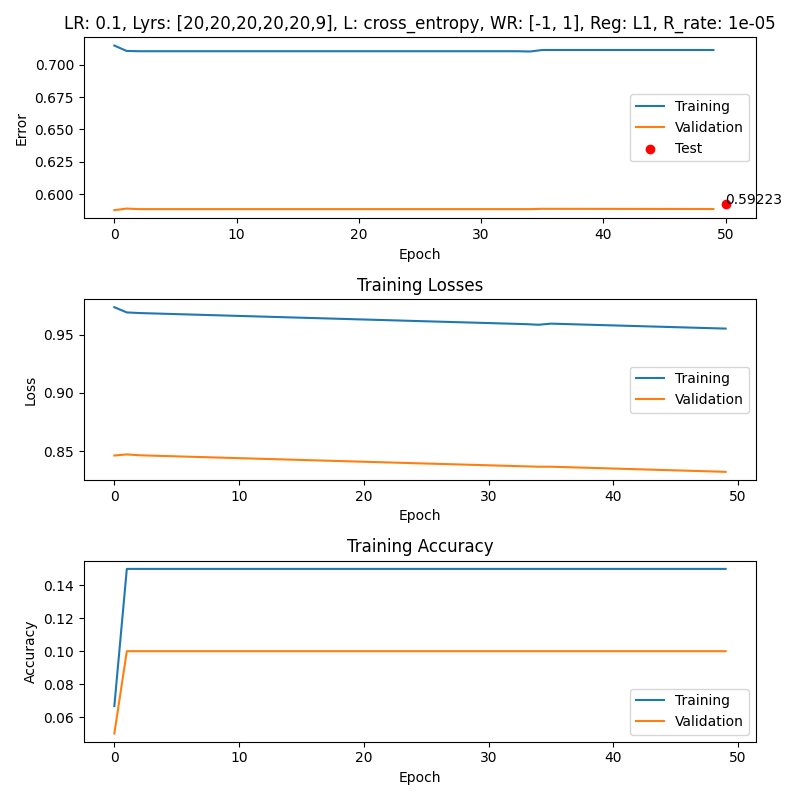 LR: 0.1, Lyrs: [20,20,20,20,20,9], L: cross_entropy, WR: [-1, 1], Reg: L1, R_rate: 1e-05
0.700
0.675
0.650
0.625
0.600
Error
Training
Validation
Test
0.59223
0 10 20 30 40 50
Epoch
Training Losses
0.95
0.90
0.85
Loss
Training
Validation
0 10 20 30 40 50
Epoch
Training Accuracy
0.14
0.12
0.10
0.08
0.06
Accuracy
Training
Validation
0 10 20 30 40 50
Epoch